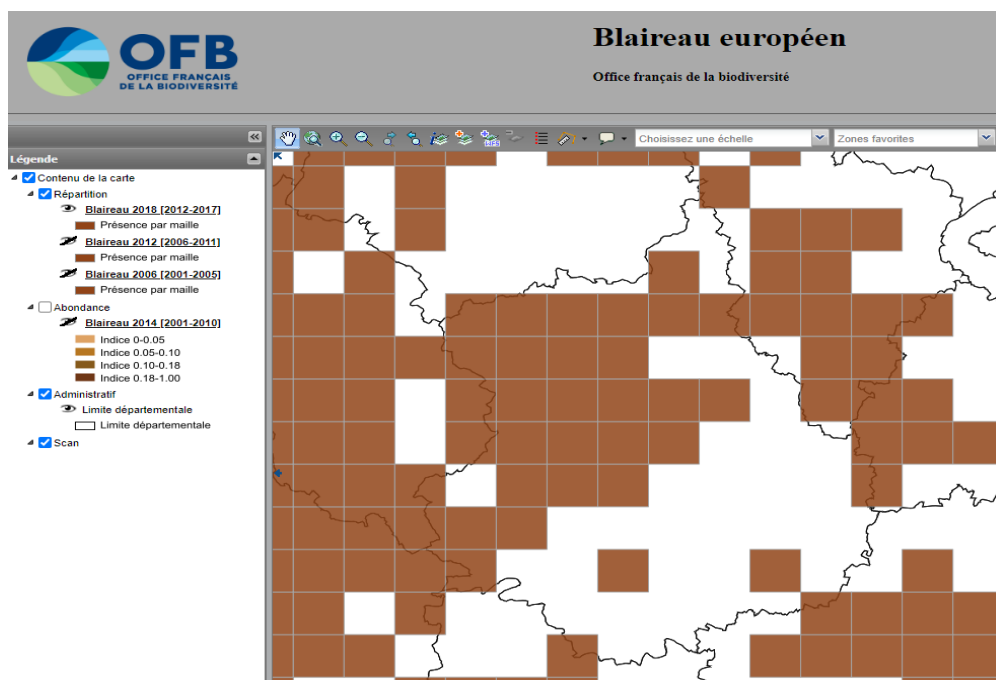 OFB
OFFICE FRANÇAIS
DE LA BIODIVERSITÉ
Blaireau européen
Office français de la biodiversité
Choisissez une échelle
Zones favorites
Légende
Contenu de la carte
Répartition
Blaireau 2018 [2012-2017]
Présence par maille
Blaireau 2012 [2006-2011]
Présence par maille
Blaireau 2006 [2001-2005]
Présence par maille
Abondance
Blaireau 2014 [2001-2010]
Indice 0-0.05
Indice 0.05-0.10
Indice 0.10-0.18
Indice 0.18-1.00
Administratif
Limite départementale
Limite départementale
Scan